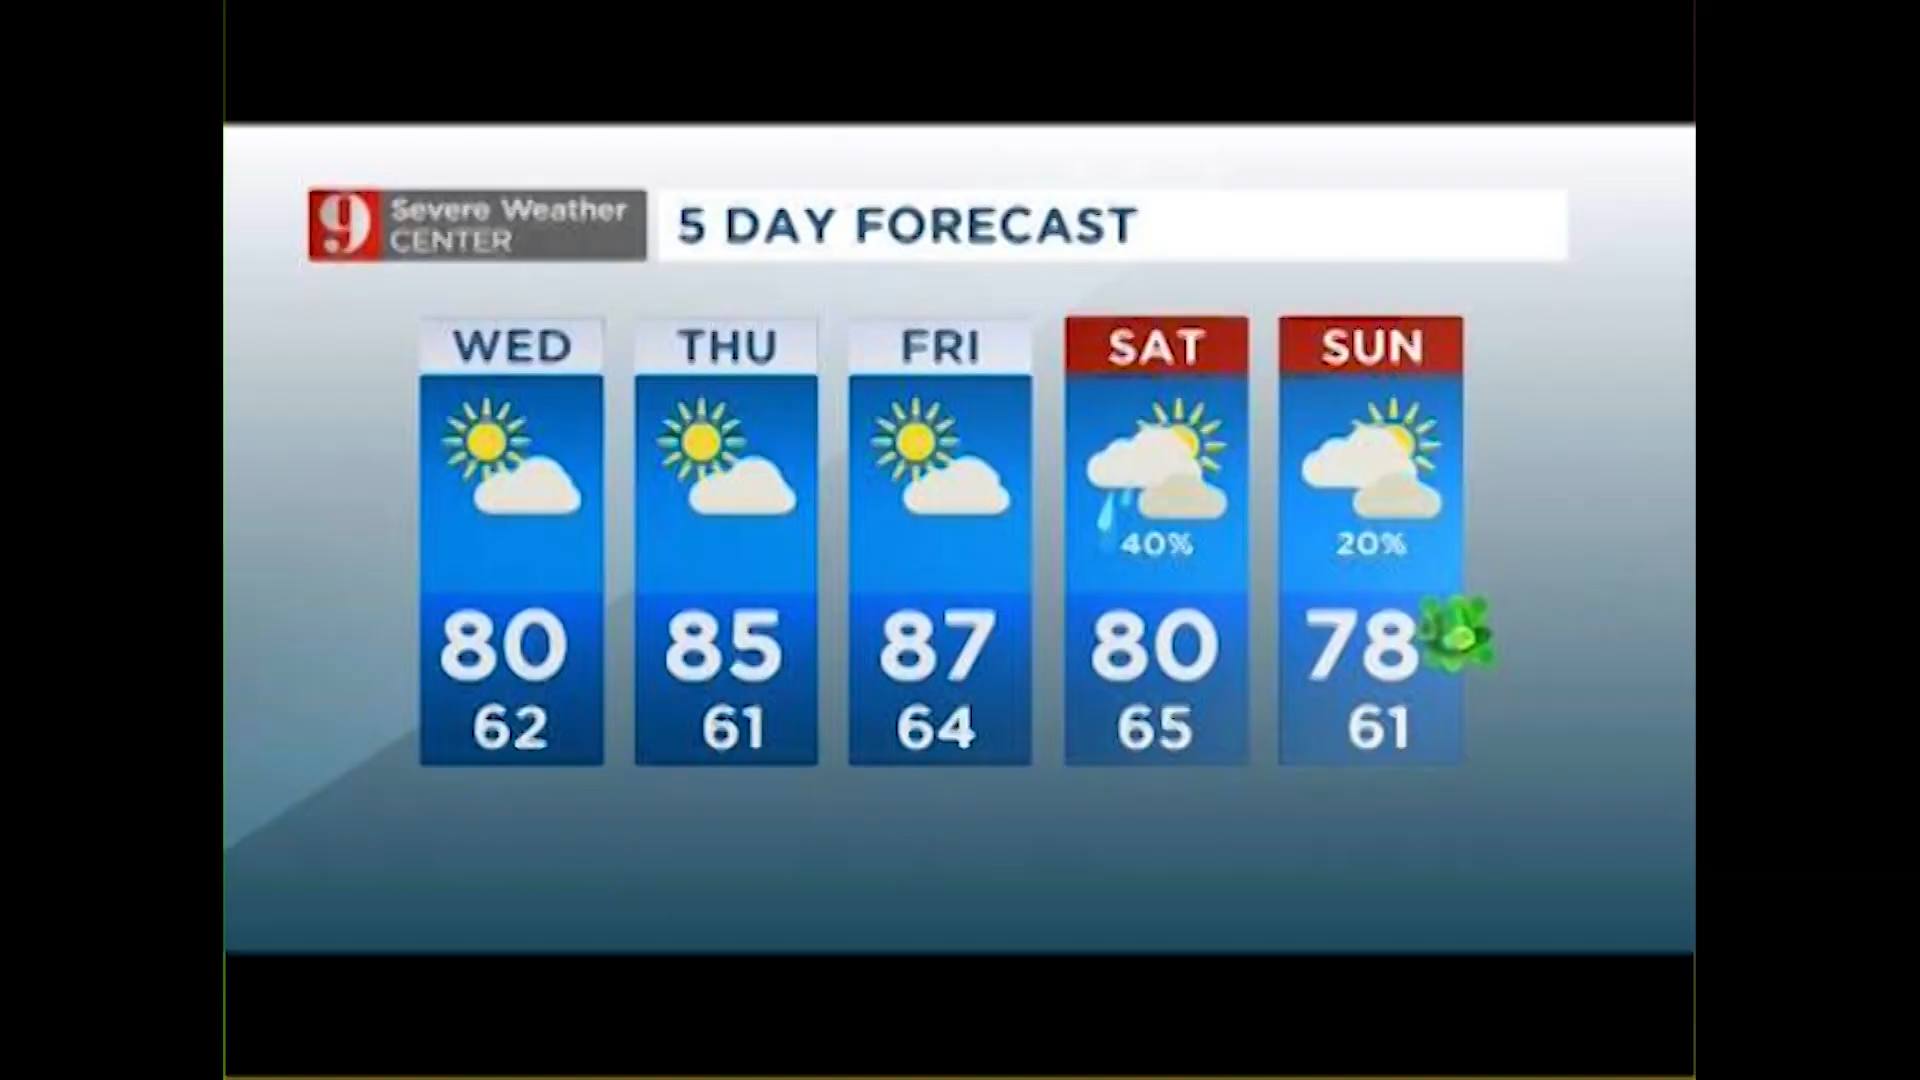 9 Severe Weather
CENTER
5 DAY FORECAST
WED THU FRI SAT SUN
40% 20%
80 85 87 80 78
62 61 64 65 61